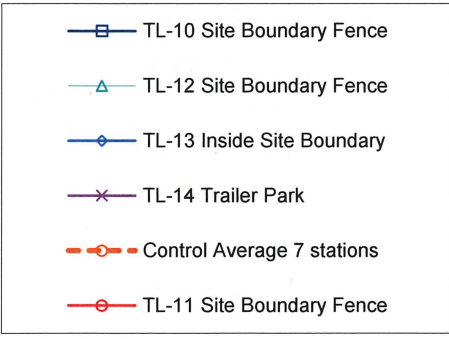 TL-10 Site Boundary Fence
TL-12 Site Boundary Fence
TL-13 Inside Site Boundary
TL-14 Trailer Park
Control Average 7 stations
TL-11 Site Boundary Fence